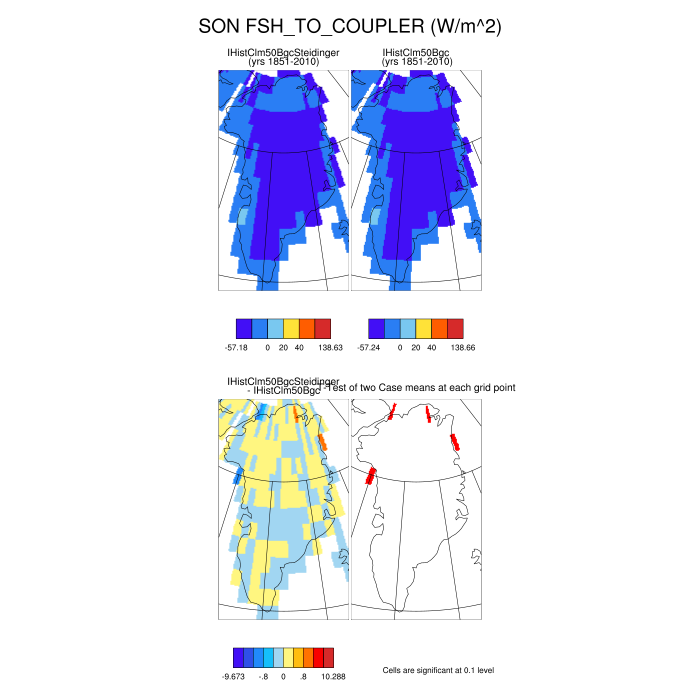 SON FSH_TO_COUPLER (W/m^2)
IHistClm50BgcSteidinger
(yrs 1851-2010)
IHistClm50Bgc
(yrs 1851-2010)
-57.18 0 20 40 138.63
-57.24 0 20 40 138.66
IHistClm50BgcSteidinger
- IHistClm50Bgc
-Test of two Case means at each grid point
-9.673 -.8 0 .8 10.288
Cells are significant at 0.1 level